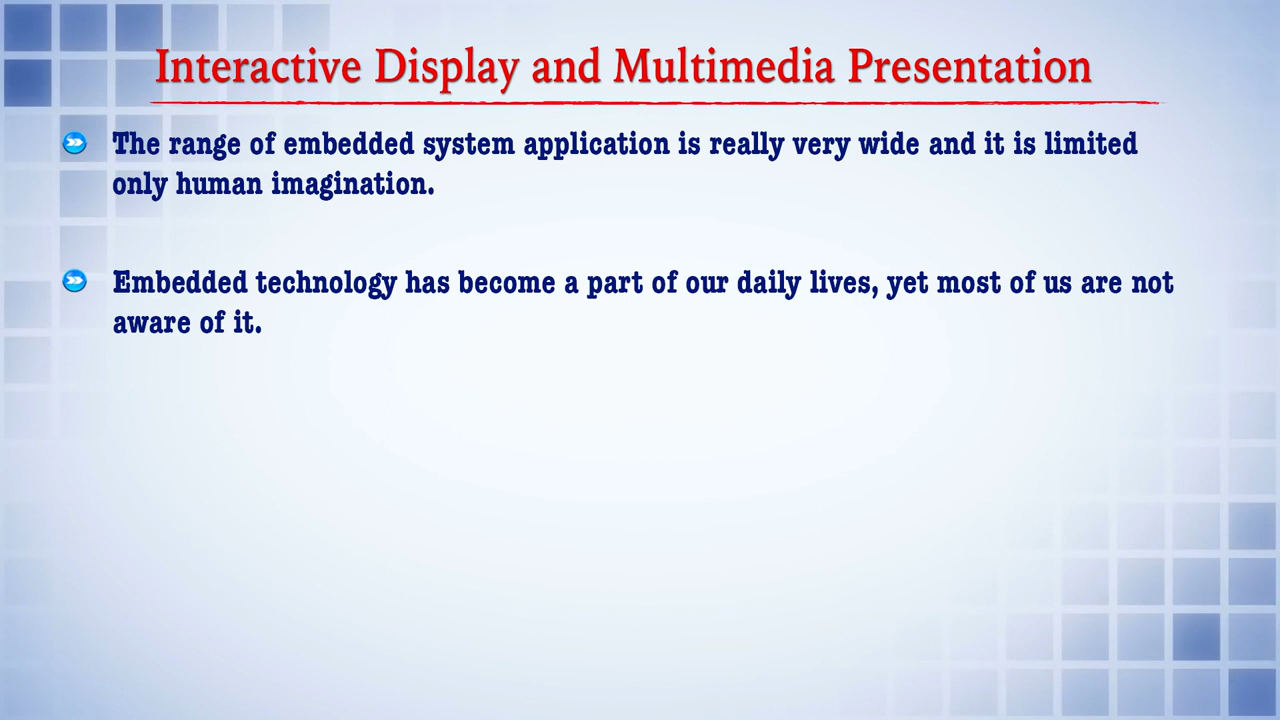 Interactive Display and Multimedia Presentation
The range of embedded system application is really very wide and it is limited
only human imagination.
Embedded technology has become a part of our daily lives, yet most of us are not
aware of it.